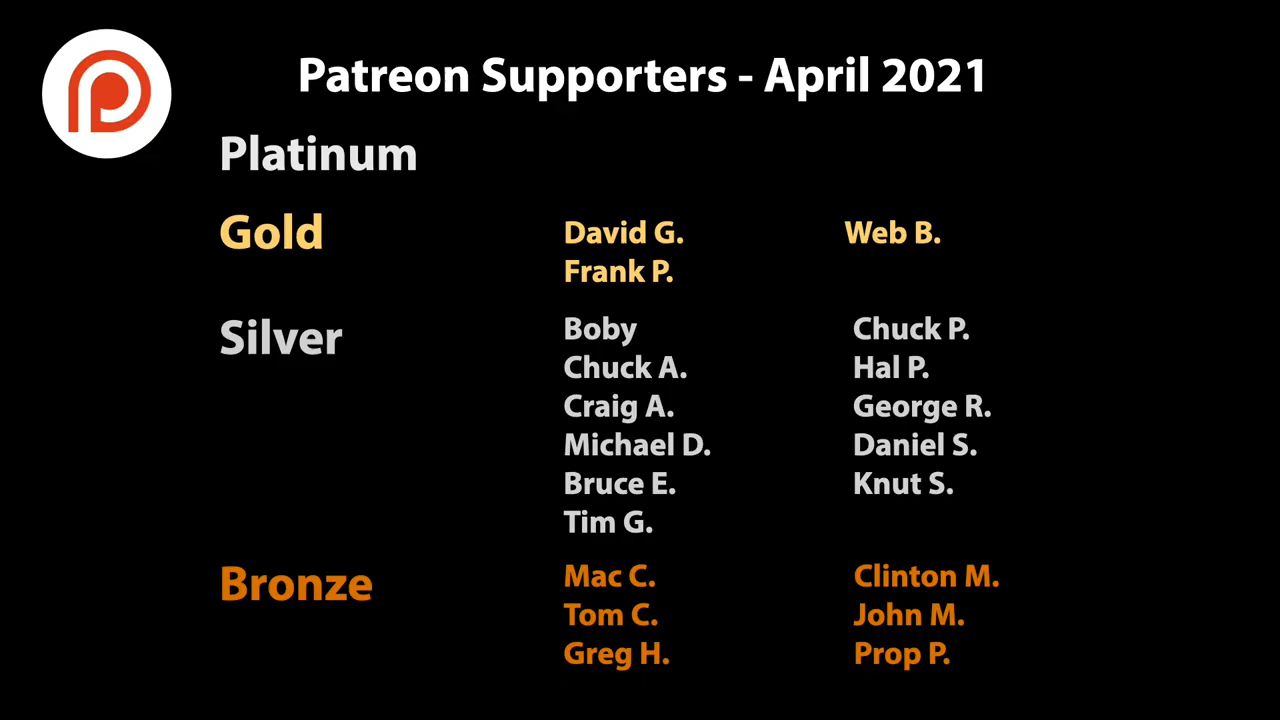 Patreon Supporters - April 2021
Platinum
Gold
David G.
Web B.
Frank P.
Silver
Boby
Chuck P.
Chuck A.
Hal P.
Craig A.
George R.
Michael D.
Daniel S.
Bruce E.
Knut S.
Tim G.
Bronze
Mac C.
Clinton M.
Tom C.
John M.
Greg H.
Prop P.